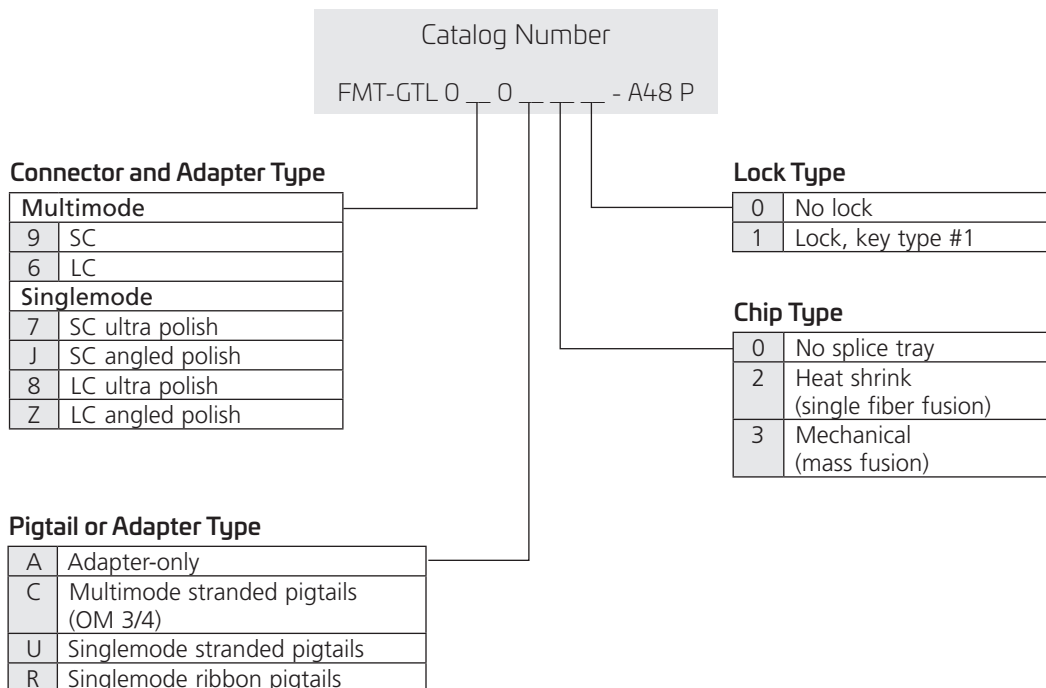 Catalog Number
FMT-GTL 0 __ 0 __ __ __ - A48 P
Connector and Adapter Type
Multimode
9 SC
6 LC
Singlemode
7 SC ultra polish
J SC angled polish
8 LC ultra polish
Z LC angled polish
Lock Type
0 No lock
1 Lock, key type #1
Chip Type
0 No splice tray
2 Heat shrink
(single fiber fusion)
3 Mechanical
(mass fusion)
Pigtail or Adapter Type
A Adapter-only
C Multimode stranded pigtails
(OM 3/4)
U Singlemode stranded pigtails
R Singlemode ribbon pigtails